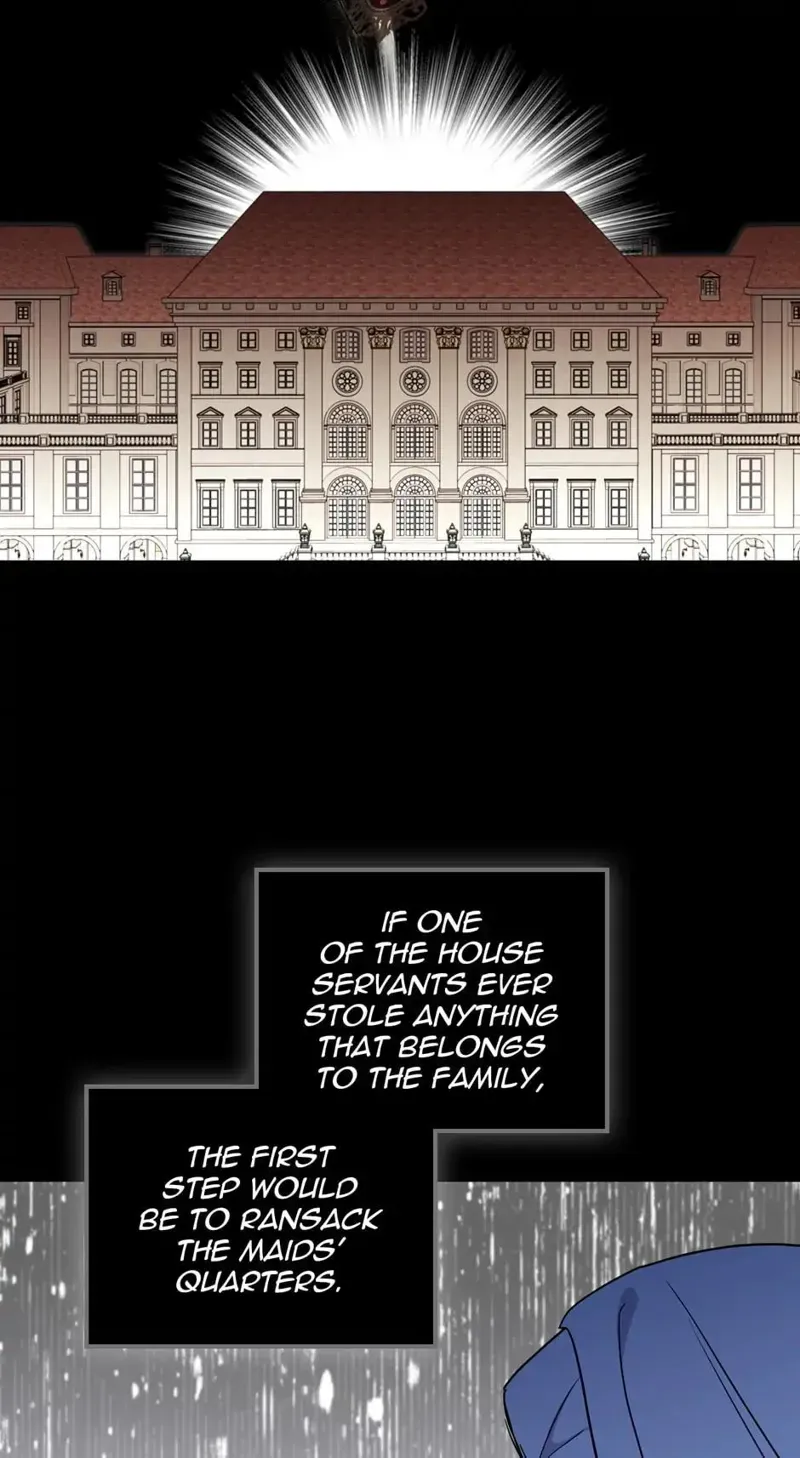 IF ONE
OF THE HOUSE
SERVANTS EVER
STOLE ANYTHING
THAT BELONGS
TO THE FAMILY,
THE FIRST
STEP WOULD
BE TO RANSACK
THE MAIDS'
QUARTERS.